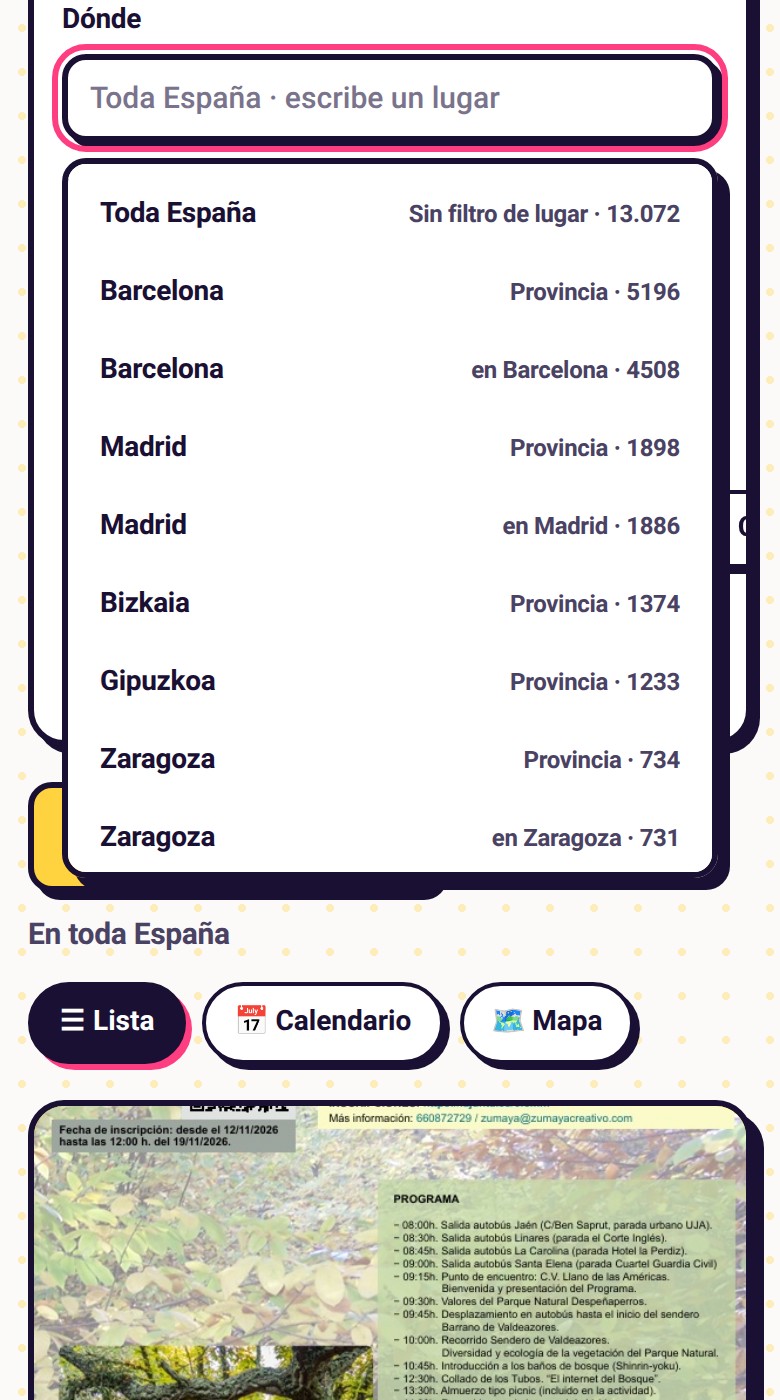 Dónde
Toda España · escribe un lugar
Toda España Sin filtro de lugar · 13.072
Barcelona Provincia · 5196
Barcelona en Barcelona · 4508
Madrid Provincia · 1898
Madrid en Madrid · 1886
Bizkaia Provincia · 1374
Gipuzkoa Provincia · 1233
Zaragoza Provincia · 734
Zaragoza en Zaragoza · 731
En toda España
☰ Lista
July 17 Calendario
Mapa
Más información: 660872729 / zumaya@zumayacreativo.com
Fecha de inscripción: desde el 12/11/2026
hasta las 12:00 h. del 19/11/2026.
PROGRAMA
– 08:00h. Salida autobús Jaén (C/Ben Saprut, parada urbano UJA).
– 08:30h. Salida autobús Linares (parada el Corte Inglés).
– 08:45h. Salida autobús La Carolina (parada Hotel la Perdiz).
– 09:00h. Salida autobús Santa Elena (parada Cuartel Guardia Civil)
– 09:15h. Punto de encuentro: C.V. Llano de las Américas.
Bienvenida y presentación del Programa.
– 09:30h. Valores del Parque Natural Despeñaperros.
– 09:45h. Desplazamiento en autobús hasta el inicio del sendero
Barrano de Valdeazores.
– 10:00h. Recorrido Sendero de Valdeazores.
Diversidad y ecología de la vegetación del Parque Natural.
– 10:45h. Introducción a los baños de bosque (Shinrin-yoku).
– 12:30h. Collado de los Tubos. “El internet del Bosque”.
– 13:30h. Almuerzo tipo picnic (incluido en la actividad).